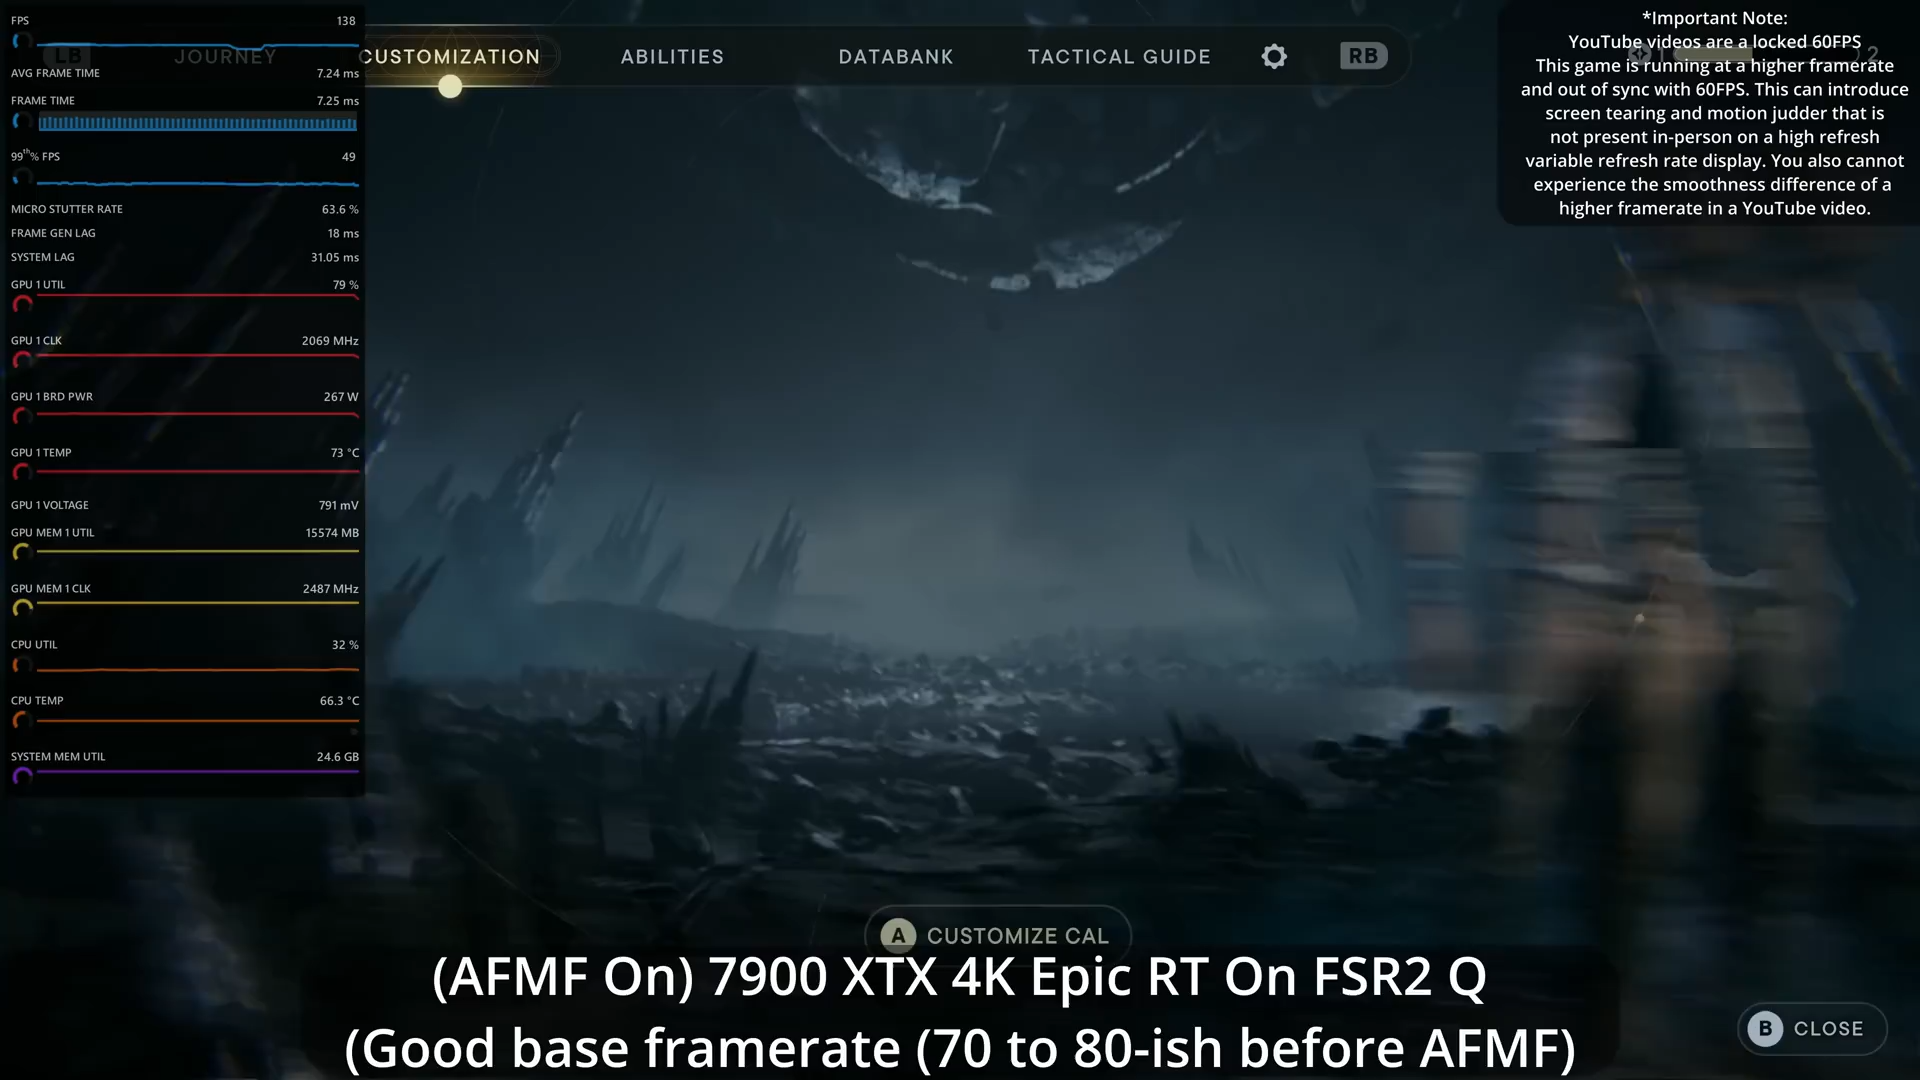 FPS 138
AVG FRAME TIME 7.24 ms
FRAME TIME 7.25 ms
99th% FPS 49
MICRO STUTTER RATE 63.6 %
FRAME GEN LAG 18 ms
SYSTEM LAG 31.05 ms
GPU 1 UTIL 79 %
GPU 1 CLK 2069 MHz
GPU 1 BRD PWR 267 W
GPU 1 TEMP 73 °C
GPU 1 VOLTAGE 791 mV
GPU MEM 1 UTIL 15574 MB
GPU MEM 1 CLK 2487 MHz
CPU UTIL 32 %
CPU TEMP 66.3 °C
SYSTEM MEM UTIL 24.6 GB
LB JOURNEY CUSTOMIZATION ABILITIES DATABANK TACTICAL GUIDE RB 2
*Important Note:
YouTube videos are a locked 60FPS
This game is running at a higher framerate
and out of sync with 60FPS. This can introduce
screen tearing and motion judder that is
not present in-person on a high refresh
variable refresh rate display. You also cannot
experience the smoothness difference of a
higher framerate in a YouTube video.
A CUSTOMIZE CAL
(AFMF On) 7900 XTX 4K Epic RT On FSR2 Q
(Good base framerate (70 to 80-ish before AFMF)
B CLOSE